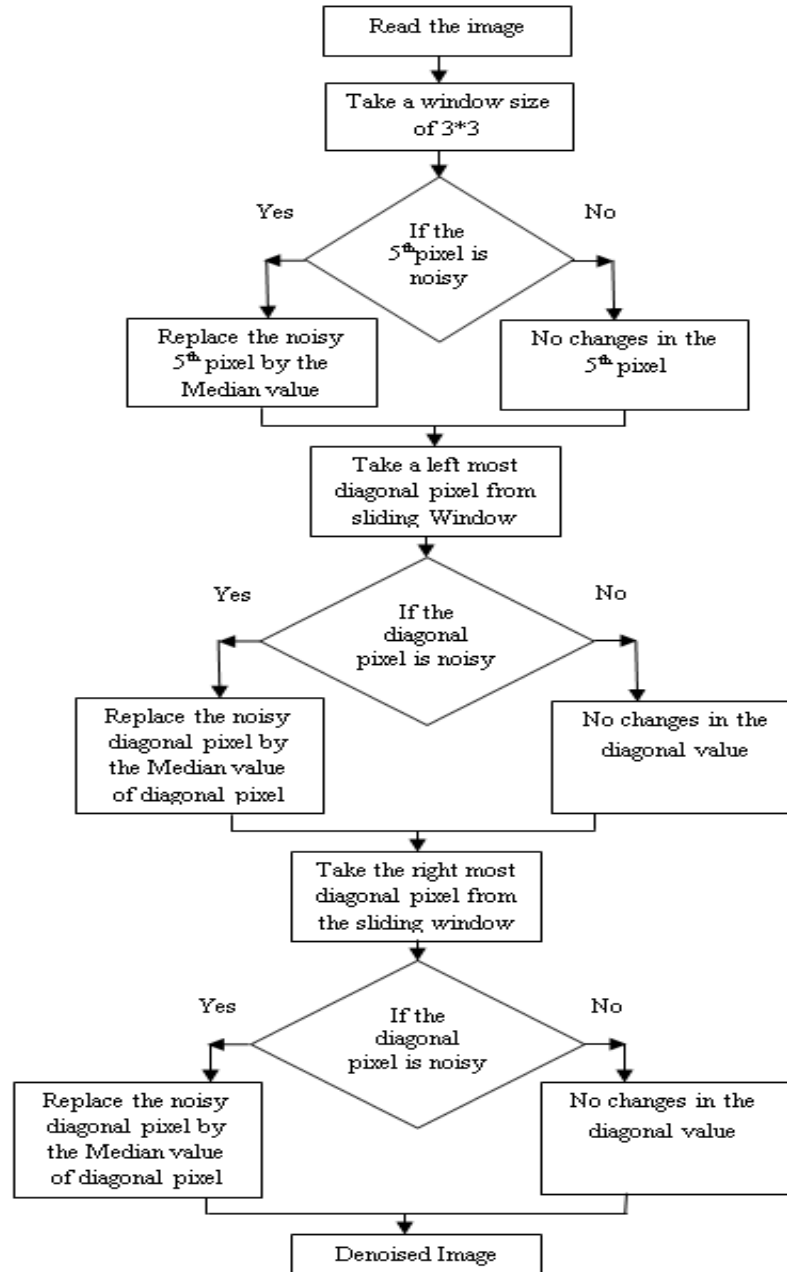 Read the image
Take a window size
of 3*3
Yes
No
If the
5th pixel is
noisy
Replace the noisy
5th pixel by the
Median value
No changes in the
5th pixel
Take a left most
diagonal pixel from
sliding Window
Yes
No
If the
diagonal
pixel is noisy
Replace the noisy
diagonal pixel by
the Median value
of diagonal pixel
No changes in the
diagonal value
Take the right most
diagonal pixel from
the sliding window
Yes
No
If the
diagonal
pixel is noisy
Replace the noisy
diagonal pixel by
the Median value
of diagonal pixel
No changes in the
diagonal value
Denoised Image